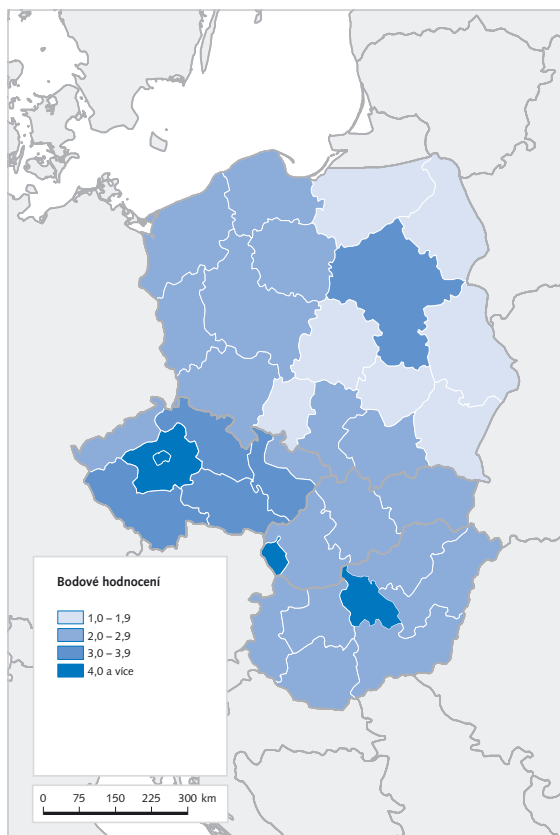 Bodové hodnocení
1,0 – 1,9
2,0 – 2,9
3,0 – 3,9
4,0 a více
0 75 150 225 300 km